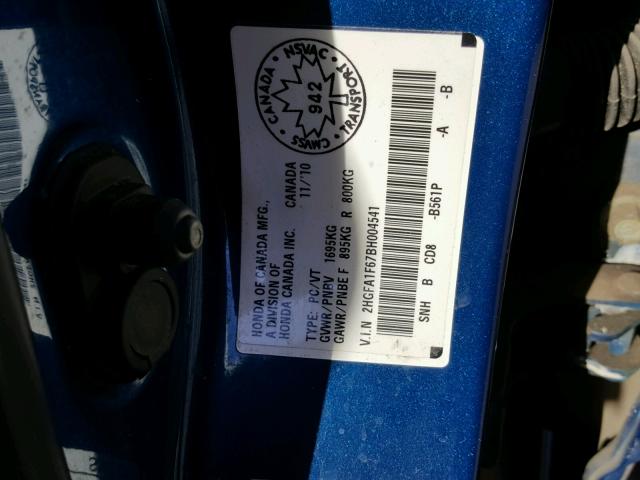 HONDA OF CANADA MFG.,
A DIVISION OF
HONDA CANADA INC. CANADA
11/'10
TYPE: PC/VT
GVWR/PNBV 1695KG
GAWR/PNBE F 895KG R 800KG
V.I.N 2HGFA1F67BH004541
SNH B CD8 -B561P -A -B
CANADA
NSVAC
TRANSPORT
CMVSS
942